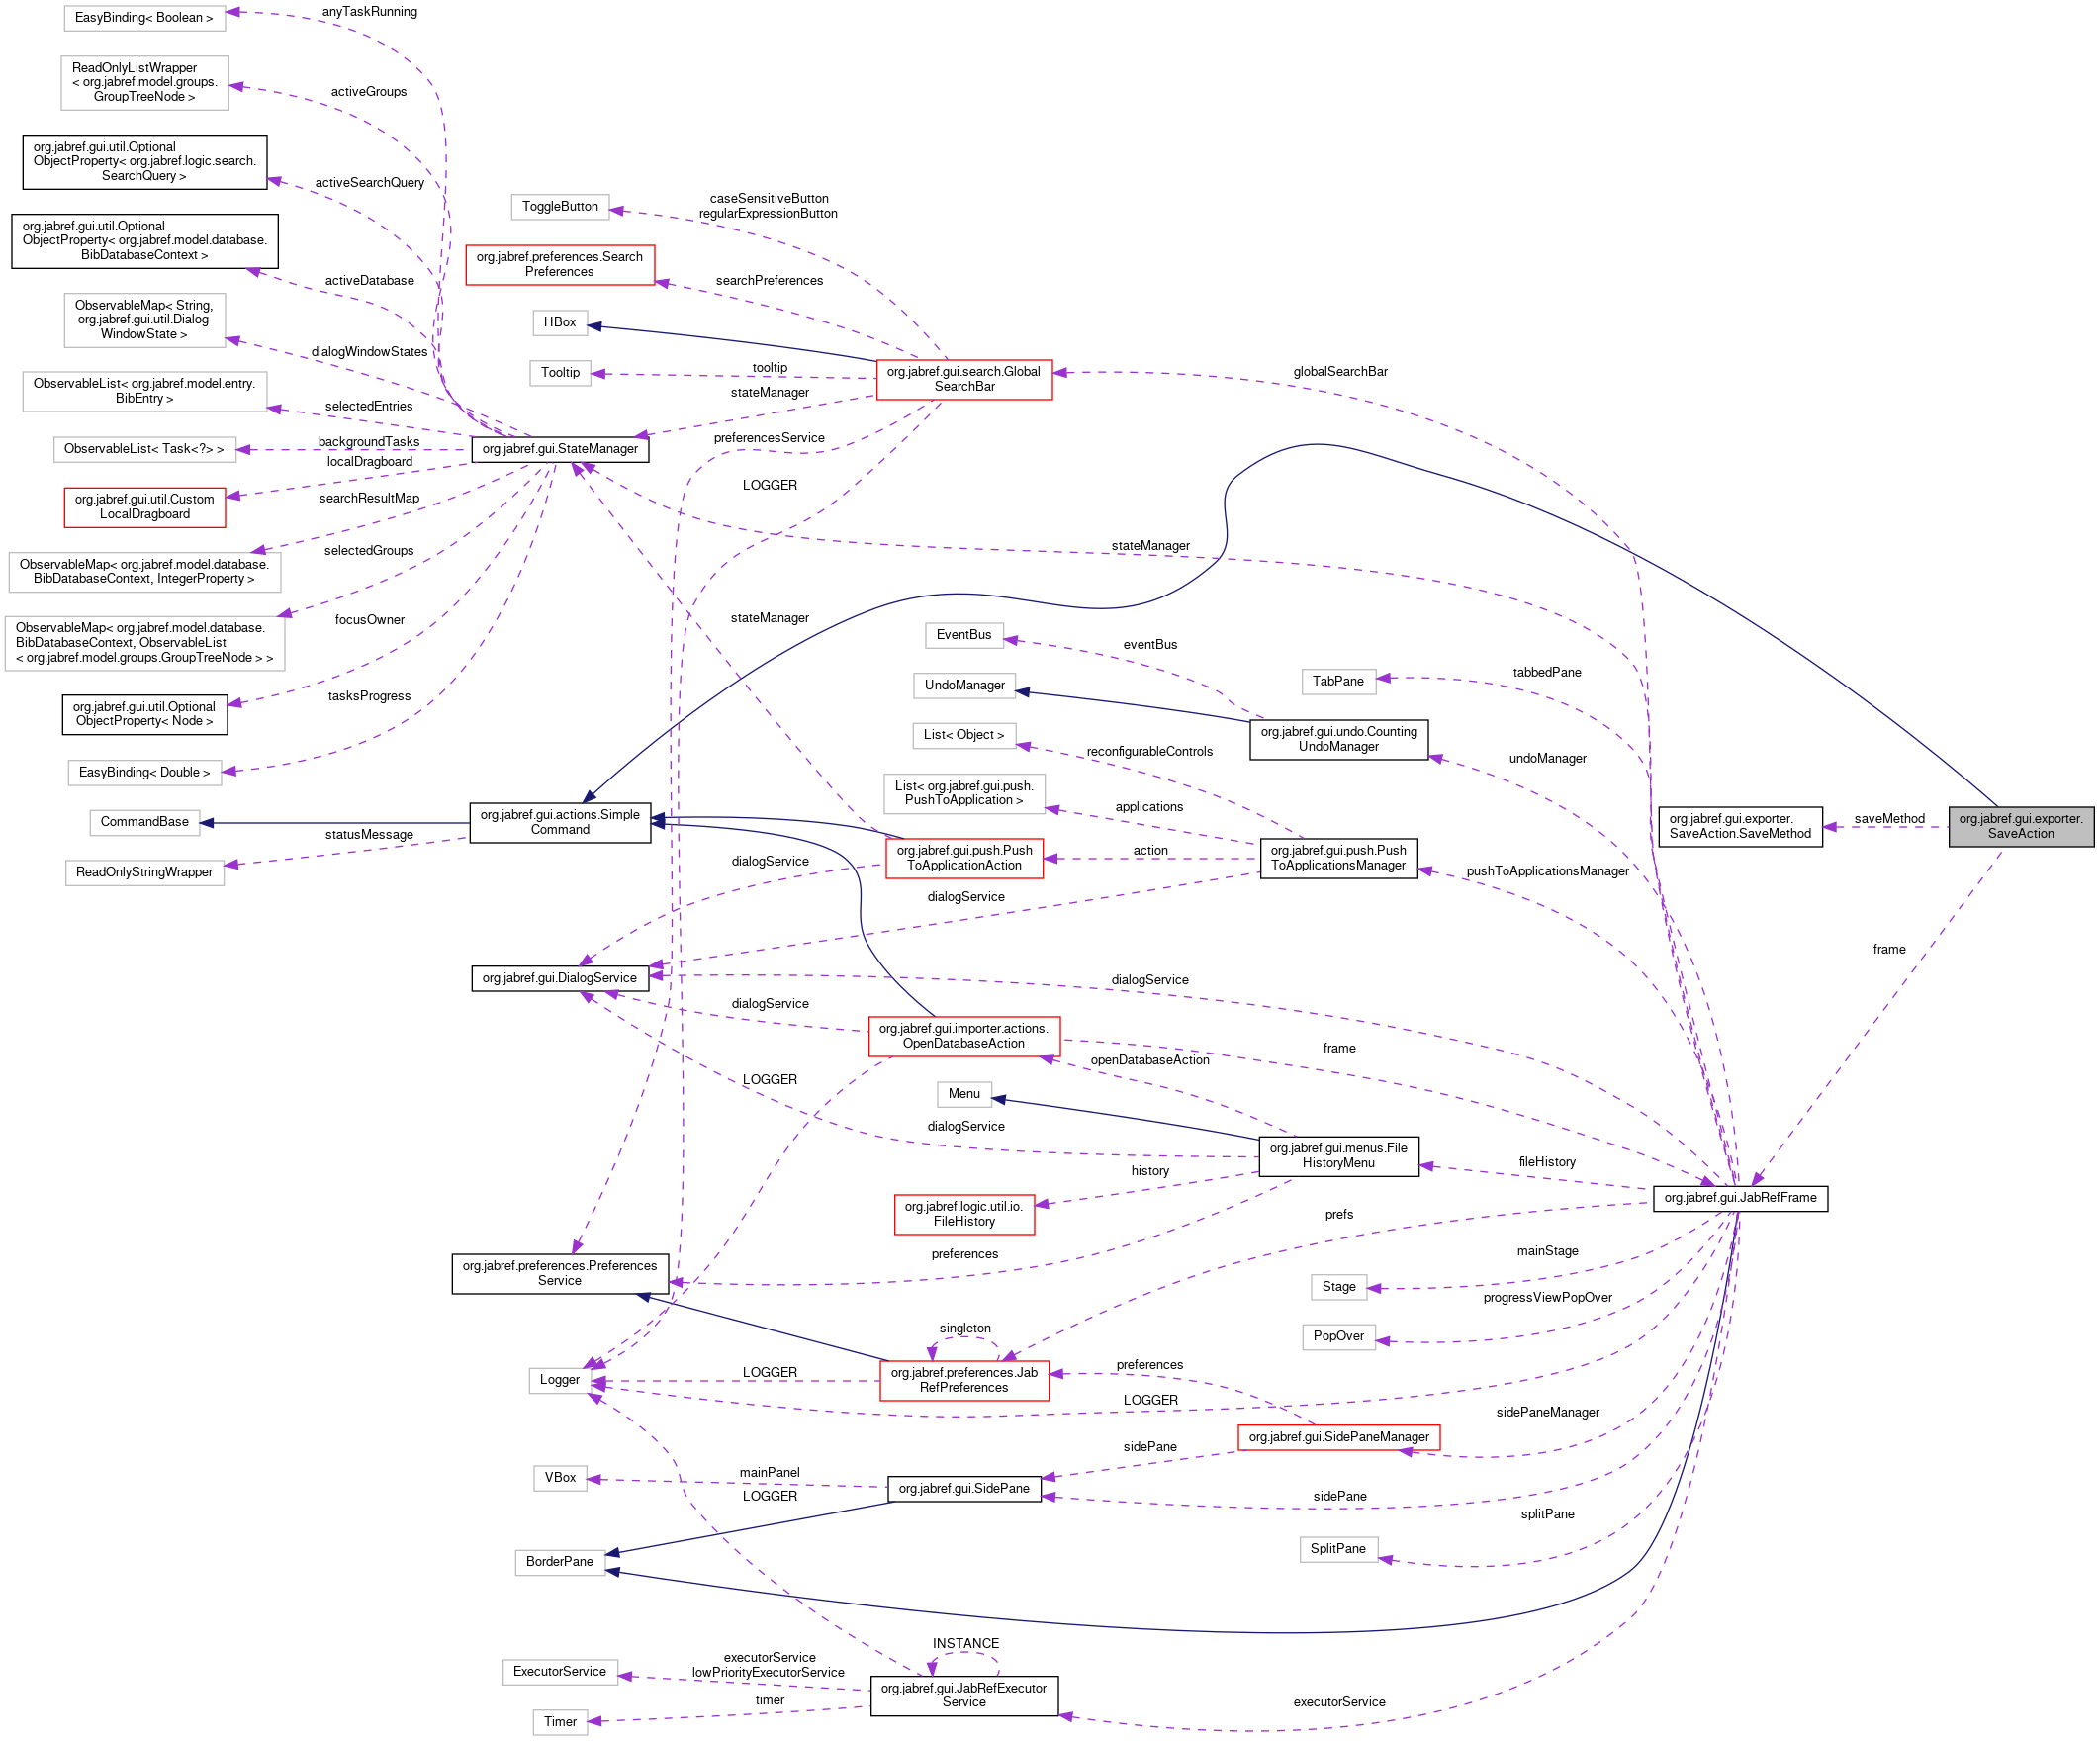 EasyBinding< Boolean >
anyTaskRunning
ReadOnlyListWrapper
< org.jabref.model.groups.
GroupTreeNode >
activeGroups
org.jabref.gui.util.Optional
ObjectProperty< org.jabref.logic.search.
SearchQuery >
activeSearchQuery
org.jabref.gui.util.Optional
ObjectProperty< org.jabref.model.database.
BibDatabaseContext >
activeDatabase
ObservableMap< String,
org.jabref.gui.util.Dialog
WindowState >
dialogWindowStates
ObservableList< org.jabref.model.entry.
BibEntry >
selectedEntries
ObservableList< Task<?> >
backgroundTasks
localDragboard
org.jabref.gui.util.Custom
LocalDragboard
searchResultMap
ObservableMap< org.jabref.model.database.
BibDatabaseContext, IntegerProperty >
selectedGroups
ObservableMap< org.jabref.model.database.
BibDatabaseContext, ObservableList
< org.jabref.model.groups.GroupTreeNode > >
focusOwner
org.jabref.gui.util.Optional
ObjectProperty< Node >
tasksProgress
EasyBinding< Double >
CommandBase
statusMessage
ReadOnlyStringWrapper
org.jabref.gui.StateManager
org.jabref.gui.actions.Simple
Command
ToggleButton
caseSensitiveButton
regularExpressionButton
org.jabref.preferences.Search
Preferences
searchPreferences
HBox
Tooltip
tooltip
stateManager
preferencesService
LOGGER
org.jabref.gui.search.Global
SearchBar
globalSearchBar
stateManager
stateManager
EventBus
eventBus
UndoManager
List< Object >
reconfigurableControls
List< org.jabref.gui.push.
PushToApplication >
applications
org.jabref.gui.push.Push
ToApplicationAction
action
dialogService
dialogService
TabPane
tabbedPane
org.jabref.gui.undo.Counting
UndoManager
undoManager
org.jabref.gui.push.Push
ToApplicationsManager
pushToApplicationsManager
org.jabref.gui.exporter.
SaveAction.SaveMethod
saveMethod
org.jabref.gui.exporter.
SaveAction
frame
org.jabref.gui.DialogService
dialogService
dialogService
org.jabref.gui.importer.actions.
OpenDatabaseAction
frame
openDatabaseAction
LOGGER
Menu
dialogService
org.jabref.gui.menus.File
HistoryMenu
fileHistory
history
org.jabref.logic.util.io.
FileHistory
org.jabref.gui.JabRefFrame
prefs
preferences
org.jabref.preferences.Preferences
Service
mainStage
Stage
progressViewPopOver
PopOver
singleton
org.jabref.preferences.Jab
RefPreferences
LOGGER
Logger
preferences
LOGGER
sidePaneManager
org.jabref.gui.SidePaneManager
sidePane
mainPanel
VBox
org.jabref.gui.SidePane
LOGGER
sidePane
splitPane
SplitPane
BorderPane
INSTANCE
executorService
lowPriorityExecutorService
ExecutorService
org.jabref.gui.JabRefExecutor
Service
timer
Timer
executorService